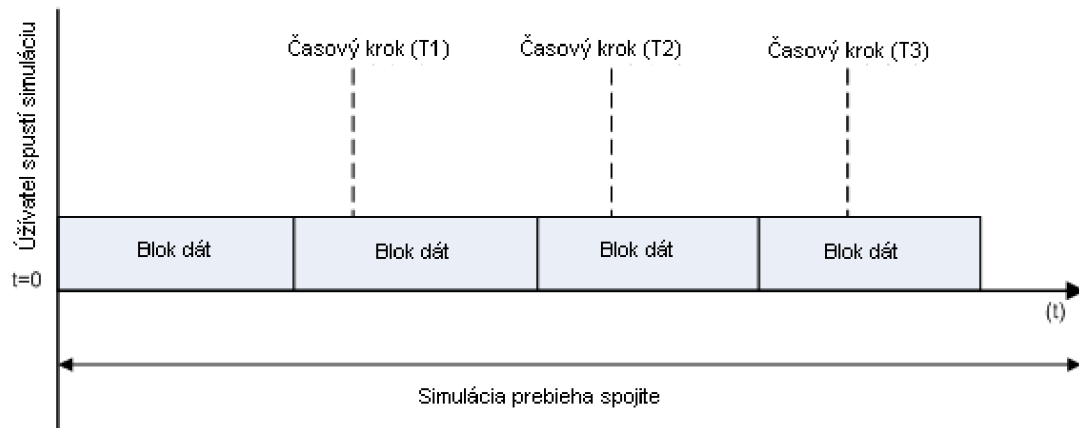 Úžívatel spustí simuláciu
Časový krok (T1)
Časový krok (T2)
Časový krok (T3)
Blok dát
Blok dát
Blok dát
Blok dát
t=0
(t)
Simulácia prebieha spojite